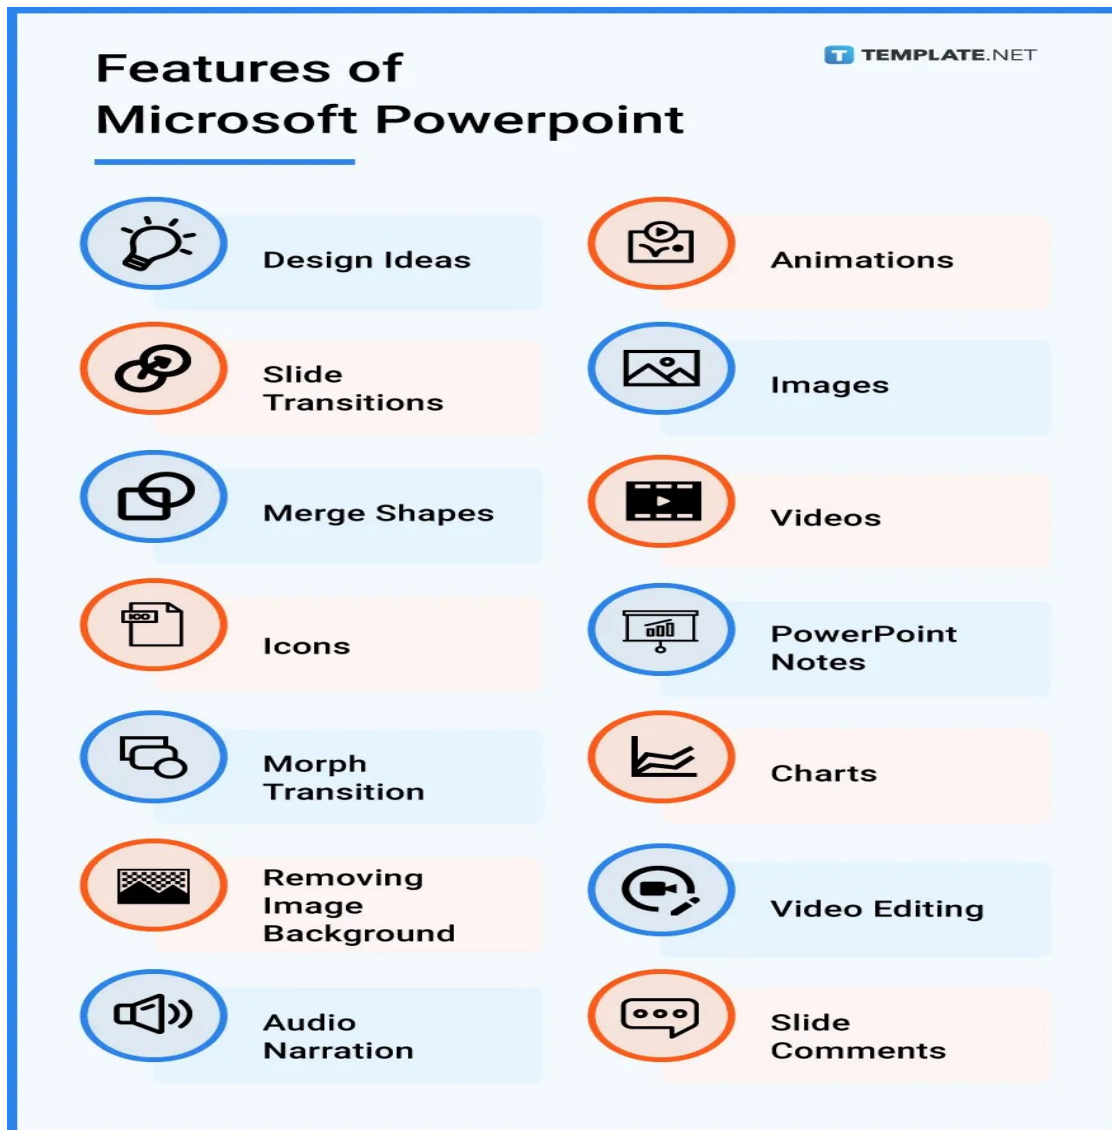 Features of
Microsoft Powerpoint
TEMPLATE.NET
Design Ideas
Animations
Slide
Transitions
Images
Merge Shapes
Videos
Icons
PowerPoint
Notes
Morph
Transition
Charts
Removing
Image
Background
Video Editing
Audio
Narration
Slide
Comments